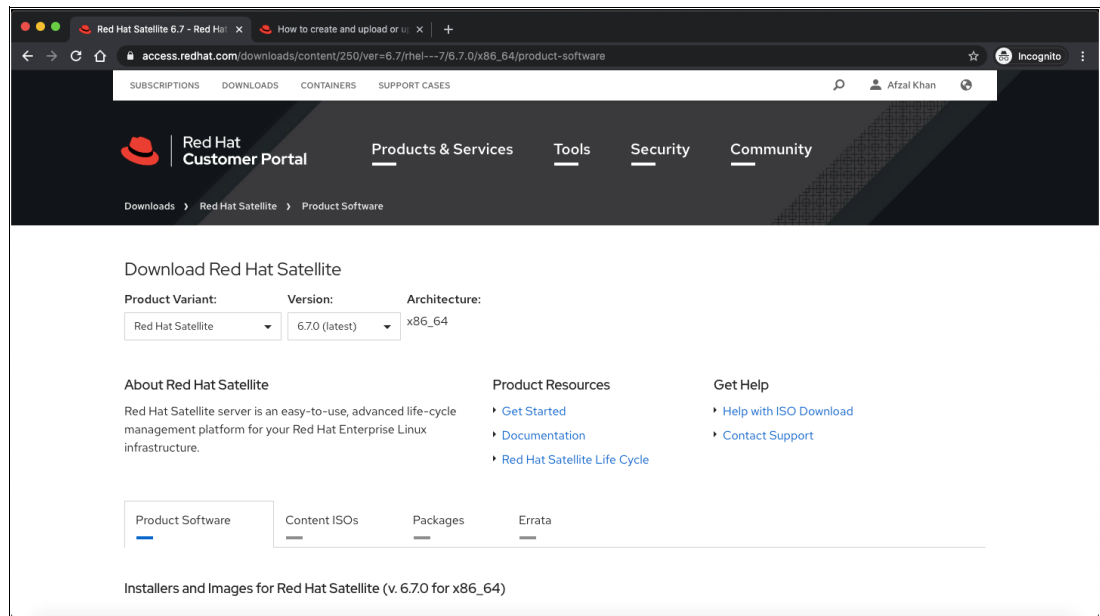 Red Hat Satellite 6.7 - Red Hat
How to create and upload or up
access.redhat.com/downloads/content/250/ver=6.7/rhel---7/6.7.0/x86_64/product-software
Incognito
SUBSCRIPTIONS DOWNLOADS CONTAINERS SUPPORT CASES
Afzal Khan
Red Hat
Customer Portal
Products & Services Tools Security Community
Downloads Red Hat Satellite Product Software
Download Red Hat Satellite
Product Variant: Version: Architecture:
Red Hat Satellite 6.7.0 (latest) x86_64
About Red Hat Satellite
Red Hat Satellite server is an easy-to-use, advanced life-cycle
management platform for your Red Hat Enterprise Linux
infrastructure.
Product Resources
Get Started
Documentation
Red Hat Satellite Life Cycle
Get Help
Help with ISO Download
Contact Support
Product Software Content ISOs Packages Errata
Installers and Images for Red Hat Satellite (v. 6.7.0 for x86_64)